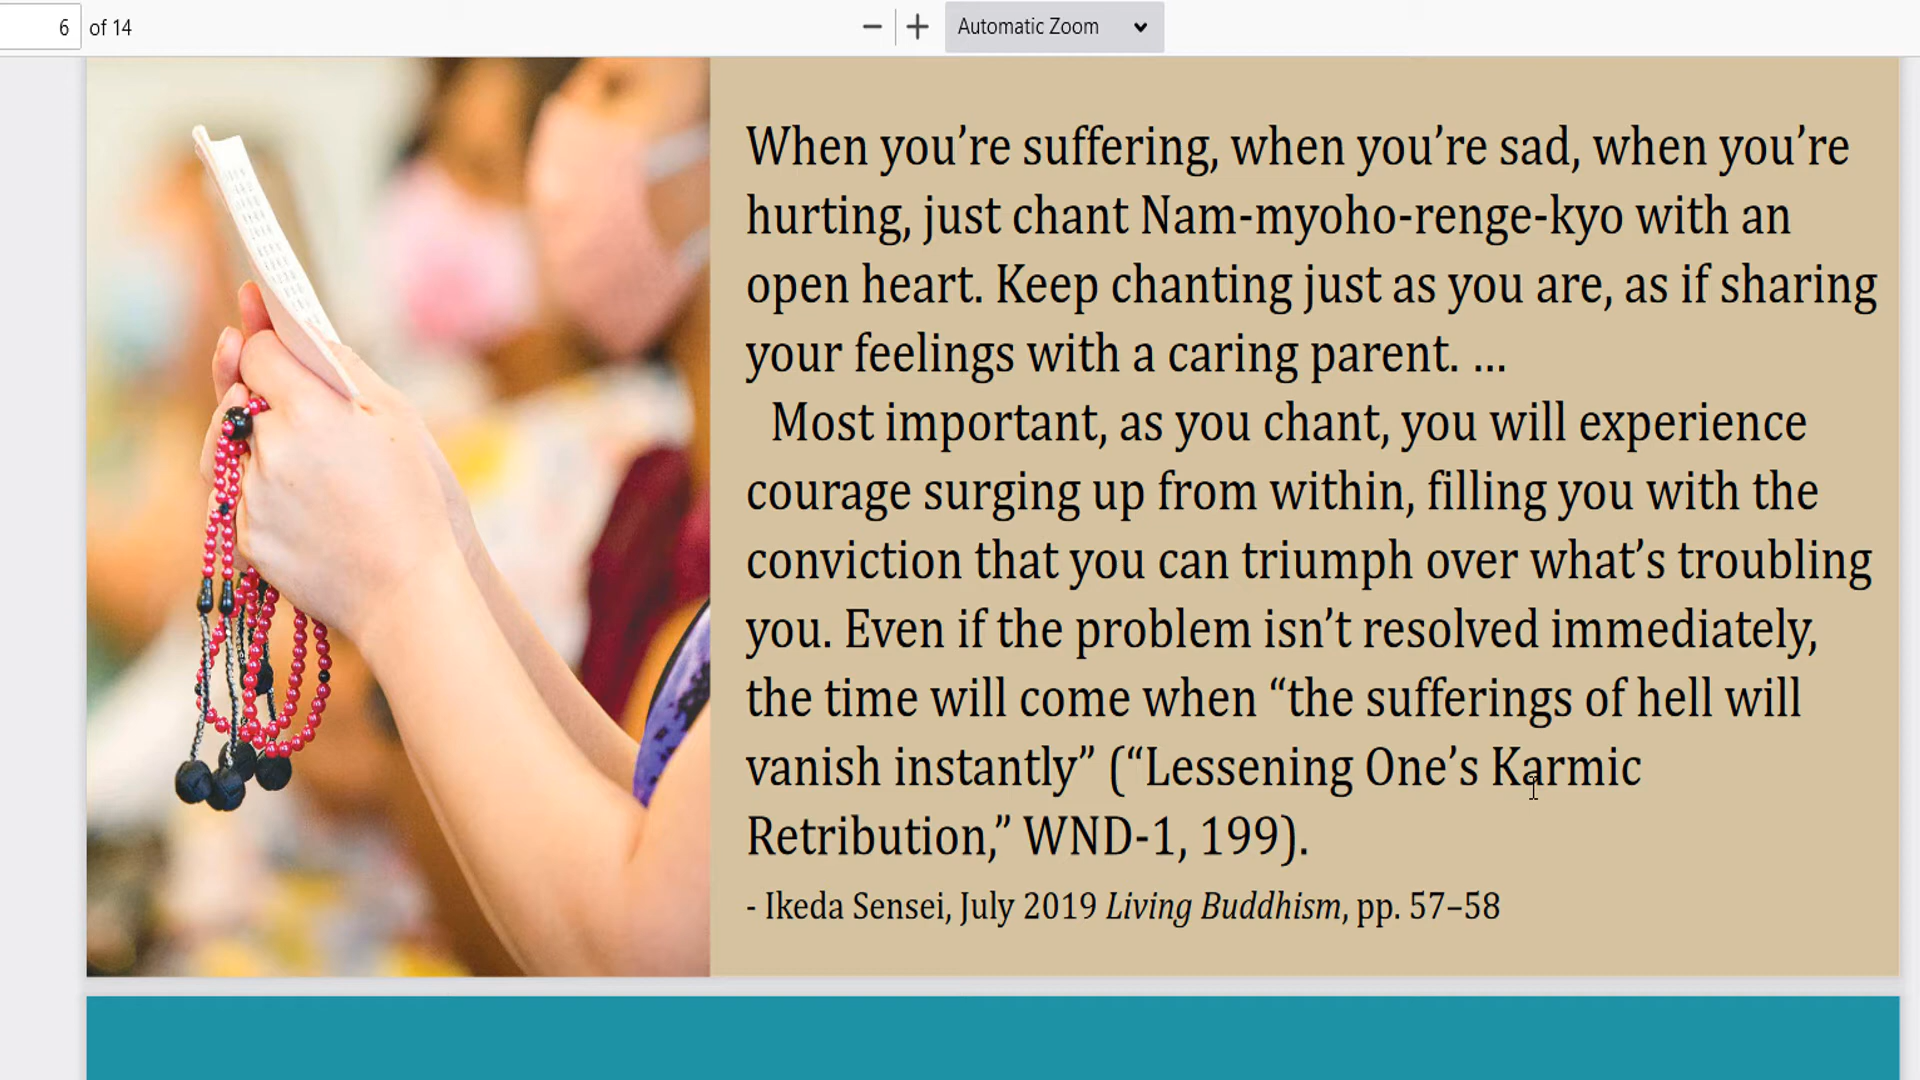 6 of 14
Automatic Zoom
When you’re suffering, when you’re sad, when you’re
hurting, just chant Nam-myoho-renge-kyo with an
open heart. Keep chanting just as you are, as if sharing
your feelings with a caring parent. ...
Most important, as you chant, you will experience
courage surging up from within, filling you with the
conviction that you can triumph over what’s troubling
you. Even if the problem isn’t resolved immediately,
the time will come when “the sufferings of hell will
vanish instantly” (“Lessening One’s Karmic
Retribution,” WND-1, 199).
- Ikeda Sensei, July 2019 Living Buddhism, pp. 57–58